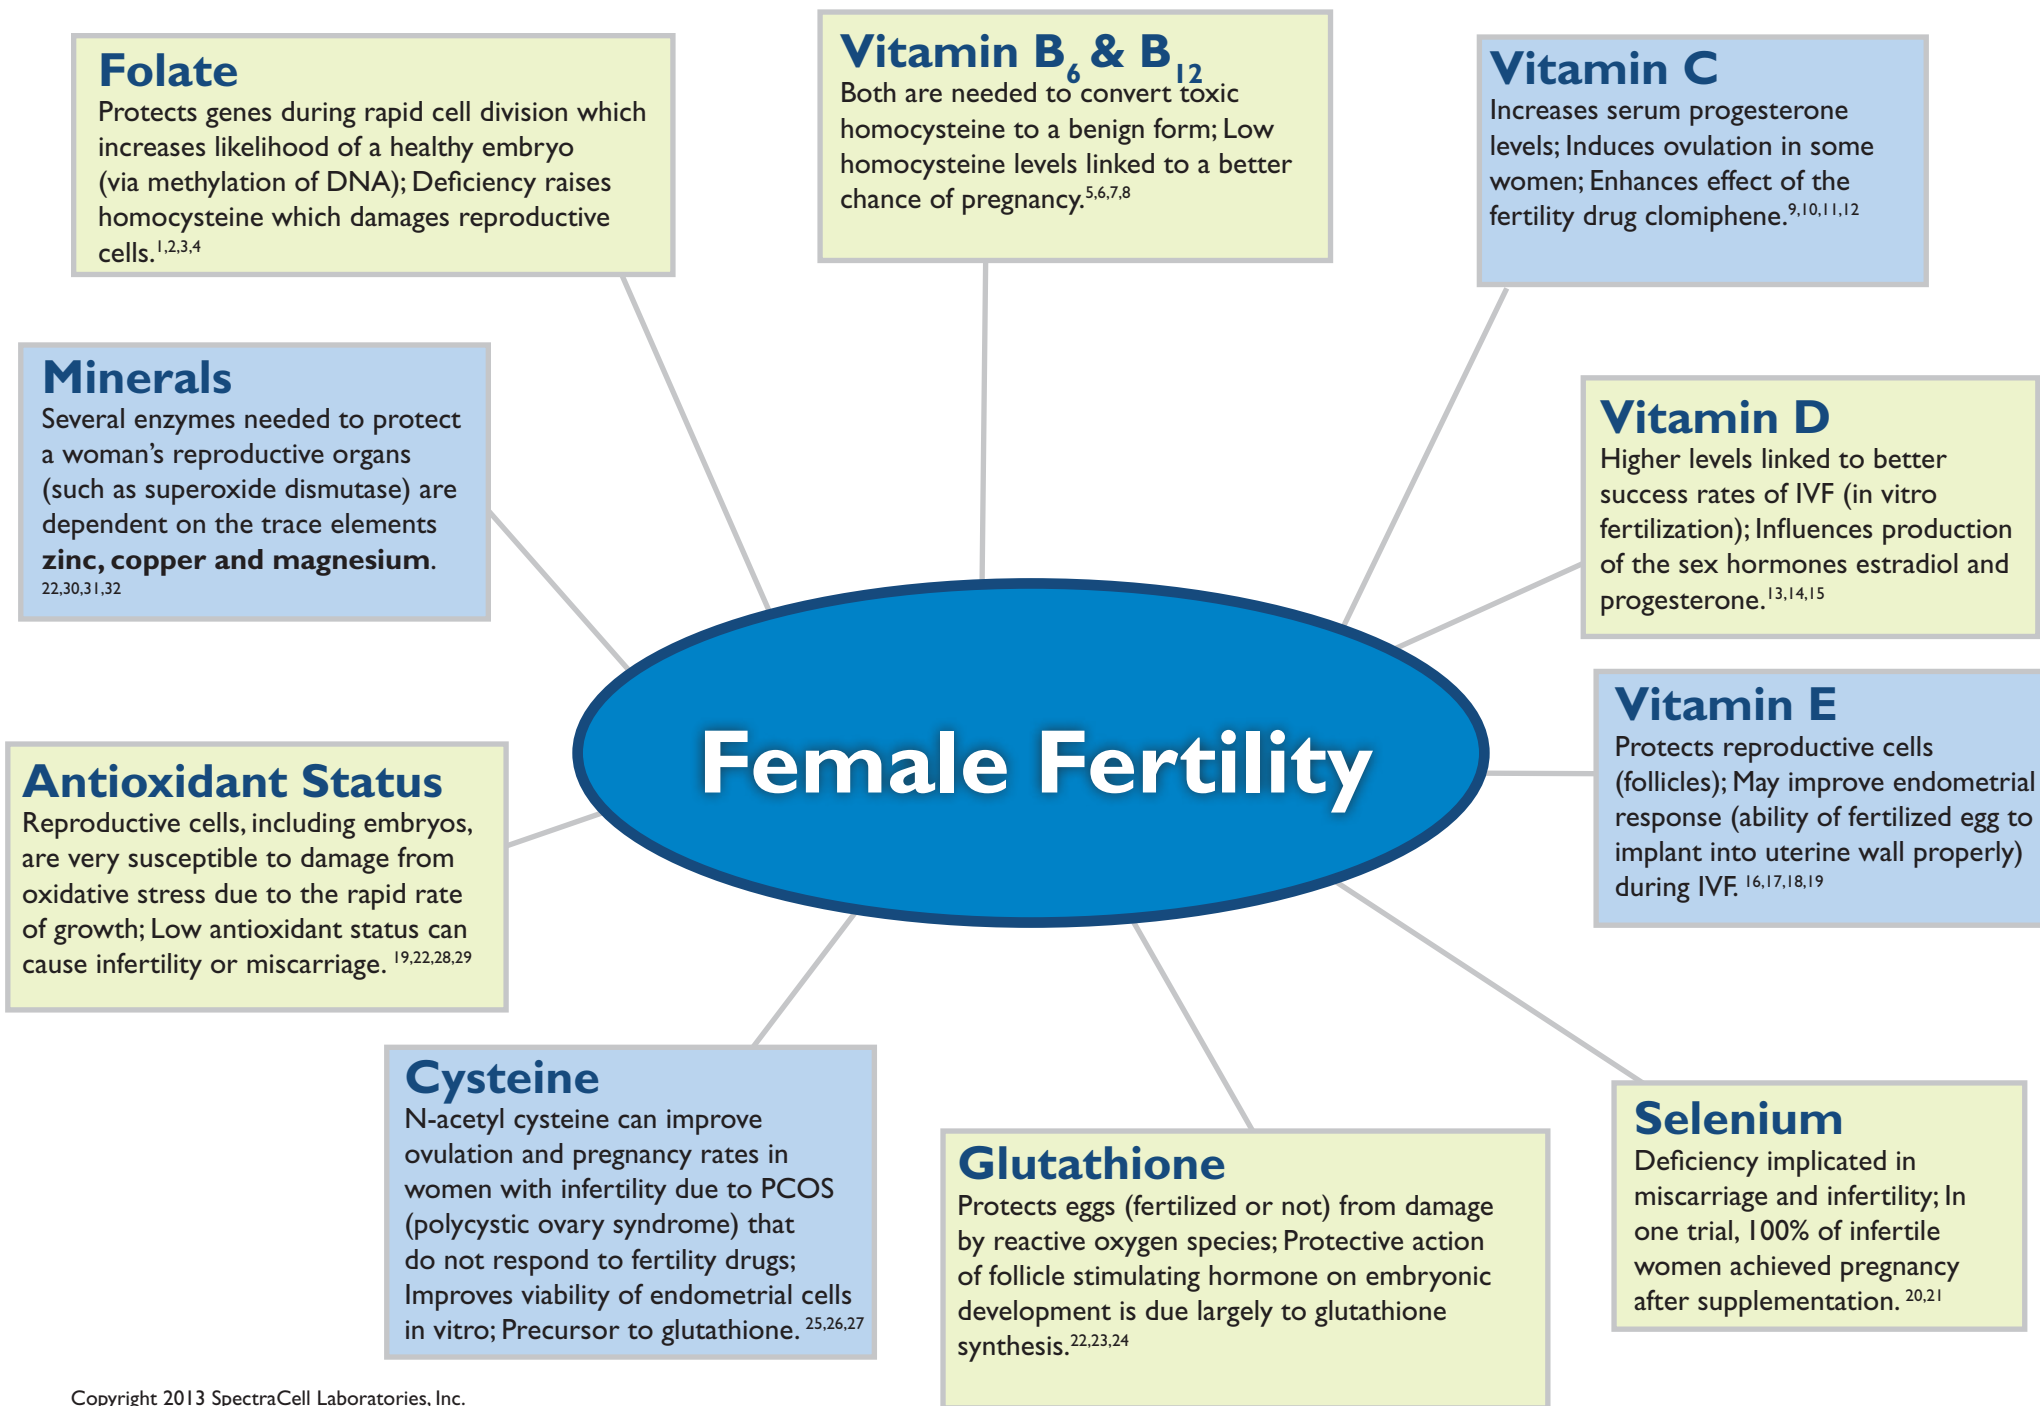 Folate
Protects genes during rapid cell division which
increases likelihood of a healthy embryo
(via methylation of DNA); Deficiency raises
homocysteine which damages reproductive
cells.1,2,3,4
Vitamin B6 & B12
Both are needed to convert toxic
homocysteine to a benign form; Low
homocysteine levels linked to a better
chance of pregnancy.5,6,7,8
Vitamin C
Increases serum progesterone
levels; Induces ovulation in some
women; Enhances effect of the
fertility drug clomiphene.9,10,11,12
Minerals
Several enzymes needed to protect
a woman's reproductive organs
(such as superoxide dismutase) are
dependent on the trace elements
zinc, copper and magnesium.
22,30,31,32
Vitamin D
Higher levels linked to better
success rates of IVF (in vitro
fertilization); Influences production
of the sex hormones estradiol and
progesterone.13,14,15
Female Fertility
Vitamin E
Protects reproductive cells
(follicles); May improve endometrial
response (ability of fertilized egg to
implant into uterine wall properly)
during IVF. 16,17,18,19
Antioxidant Status
Reproductive cells, including embryos,
are very susceptible to damage from
oxidative stress due to the rapid rate
of growth; Low antioxidant status can
cause infertility or miscarriage. 19,22,28,29
Cysteine
N-acetyl cysteine can improve
ovulation and pregnancy rates in
women with infertility due to PCOS
(polycystic ovary syndrome) that
do not respond to fertility drugs;
Improves viability of endometrial cells
in vitro; Precursor to glutathione. 25,26,27
Glutathione
Protects eggs (fertilized or not) from damage
by reactive oxygen species; Protective action
of follicle stimulating hormone on embryonic
development is due largely to glutathione
synthesis.22,23,24
Selenium
Deficiency implicated in
miscarriage and infertility; In
one trial, 100% of infertile
women achieved pregnancy
after supplementation. 20,21
Copyright 2013 SpectraCell Laboratories, Inc.